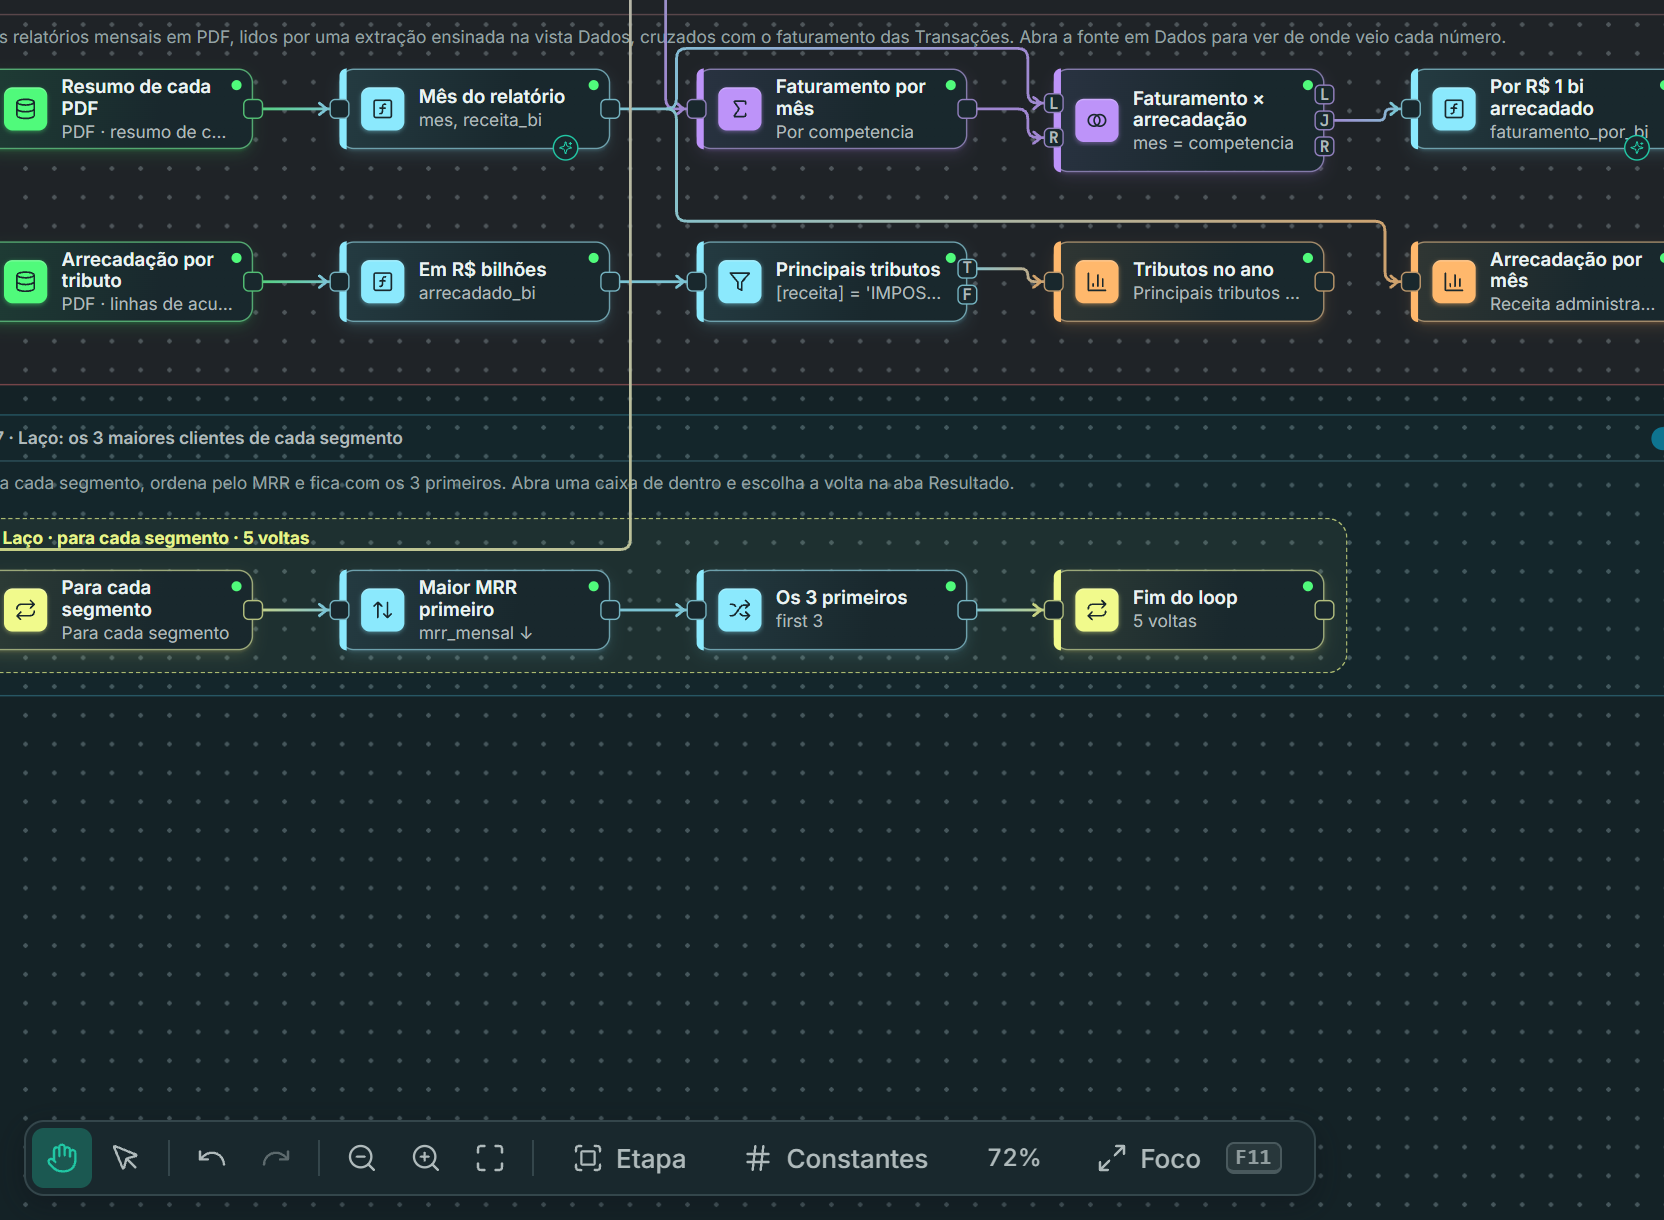 s relatórios mensais em PDF, lidos por uma extração ensinada na vista Dados, cruzados com o faturamento das Transações. Abra a fonte em Dados para ver de onde veio cada número.
Resumo de cada
PDF
PDF · resumo de c...
Mês do relatório
mes, receita_bi
Faturamento por
mês
Por competencia
L
R
Faturamento ×
arrecadação
mes = competencia
L
J
R
Por R$ 1 bi
arrecadado
faturamento_por_bi
Arrecadação por
tributo
PDF · linhas de acu...
Em R$ bilhões
arrecadado_bi
Principais tributos
[receita] = 'IMPOS...
T
F
Tributos no ano
Principais tributos ...
Arrecadação por
mês
Receita administra...
7 · Laço: os 3 maiores clientes de cada segmento
a cada segmento, ordena pelo MRR e fica com os 3 primeiros. Abra uma caixa de dentro e escolha a volta na aba Resultado.
Laço · para cada segmento · 5 voltas
Para cada
segmento
Para cada segmento
Maior MRR
primeiro
mrr_mensal ↓
Os 3 primeiros
first 3
Fim do loop
5 voltas
Etapa
Constantes
72%
Foco
F11